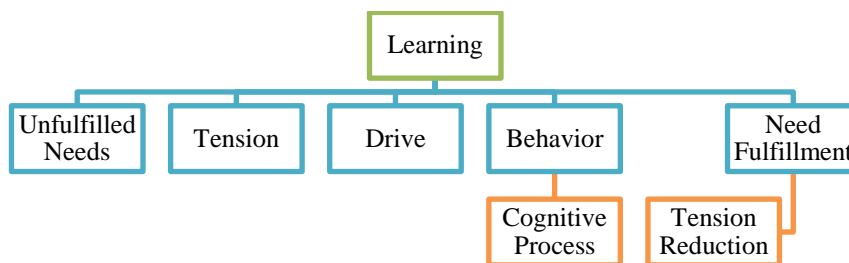 Learning
Unfulfilled
Needs
Tension
Drive
Behavior
Need
Fulfillment
Cognitive
Process
Tension
Reduction